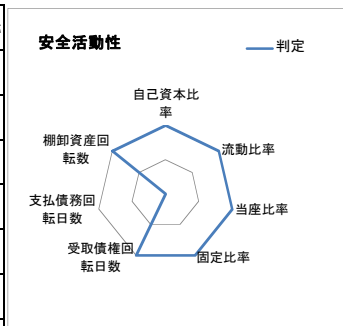 安全活動性
判定
自己資本比
率
流動比率
当座比率
固定比率
受取債権回
転日数
支払債務回
転日数
棚卸資産回
転数